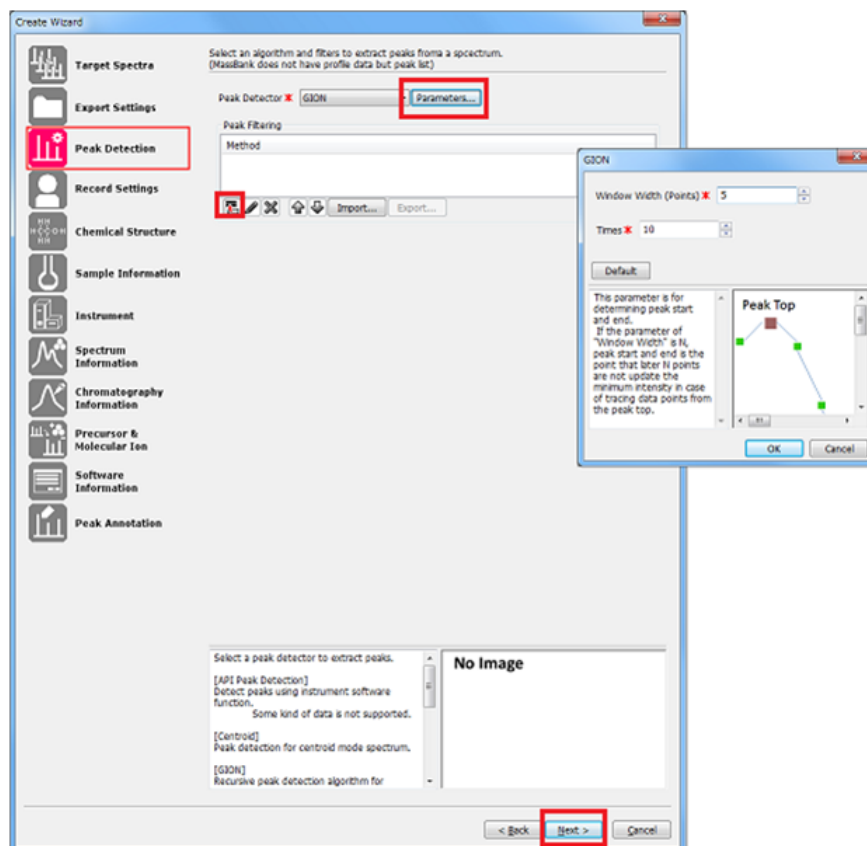 Create Wizard
Target Spectra
Export Settings
Peak Detection
Record Settings
Chemical Structure
Sample Information
Instrument
Spectrum
Information
Chromatography
Information
Precursor &
Molecular Ion
Software
Information
Peak Annotation
Select an algorithm and filters to extract peaks froma a spcectrum.
(MassBank does not have profile data but peak list)
Peak Detector ✖ GION Parameters...
Peak Filtering
Method
Import... Export...
GION
Window Width (Points) ✖ 5
Times ✖ 10
Default
This parameter is for
determining peak start
and end.
If the parameter of
"Window Width" is N,
peak start and end is the
point that later N points
are not update the
minimum intensity in case
of tracing data points from
the peak top.
Peak Top
OK Cancel
Select a peak detector to extract peaks.
[API Peak Detection]
Detect peaks using instrument software
function.
Some kind of data is not supported.
[Centroid]
Peak detection for centroid mode spectrum.
[GION]
Recursive peak detection algorithm for
No Image
< Back Next > Cancel